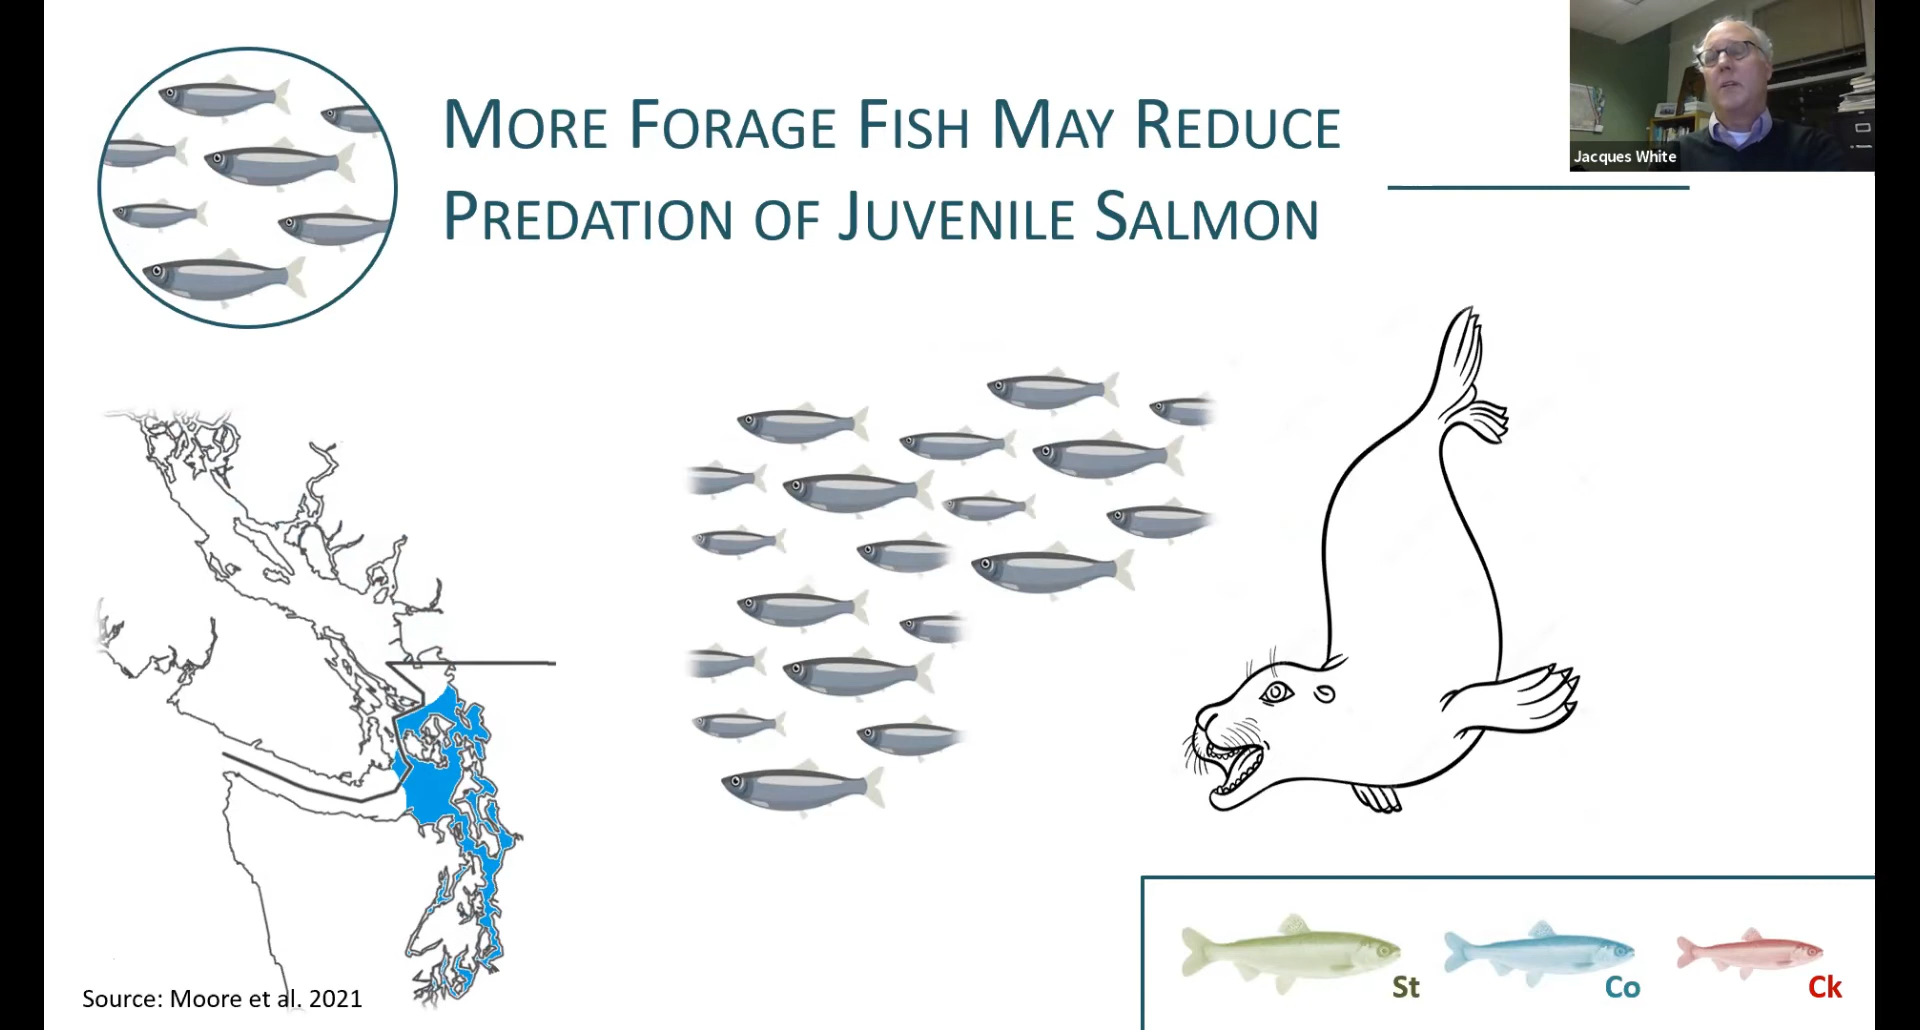 More Forage Fish May Reduce
Predation of Juvenile Salmon
Jacques White
Source: Moore et al. 2021
St
Co
Ck